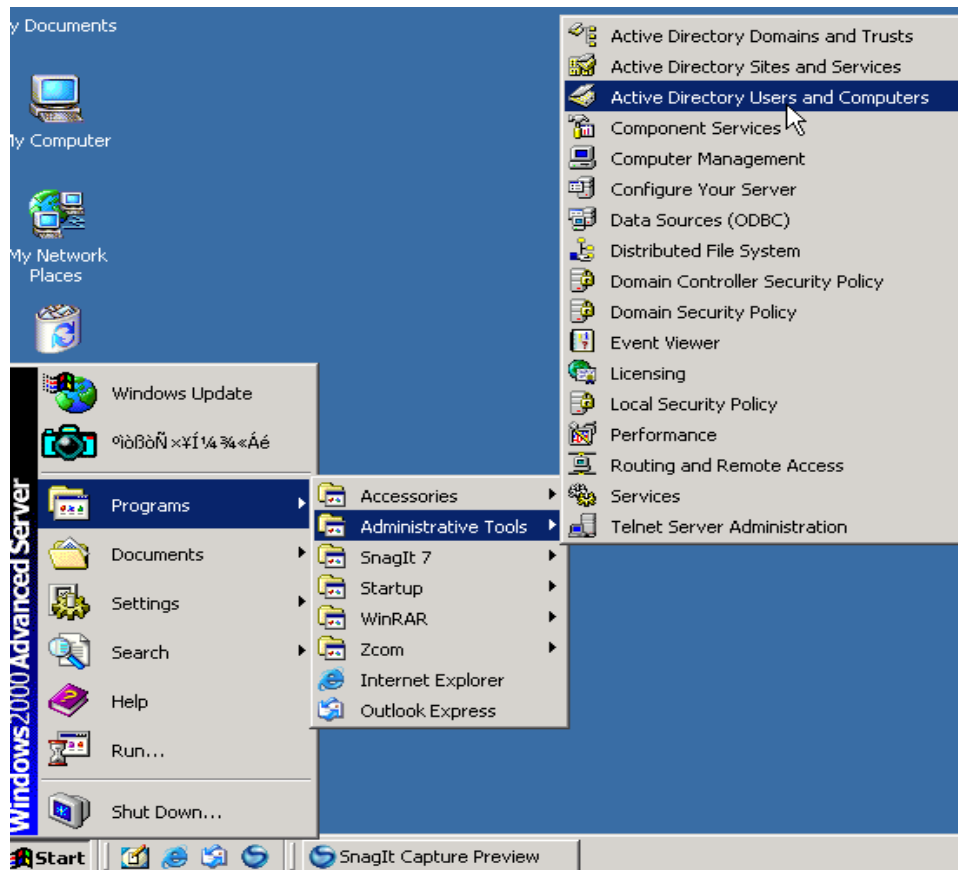 y Documents
My Computer
My Network
Places
Windows Update
ºìòßòÑ×¥Í¼¾«Áé
Programs
Documents
Settings
Search
Help
Run...
Shut Down...
Windows2000 Advanced Server
Accessories
Administrative Tools
SnagIt 7
Startup
WinRAR
Zcom
Internet Explorer
Outlook Express
Active Directory Domains and Trusts
Active Directory Sites and Services
Active Directory Users and Computers
Component Services
Computer Management
Configure Your Server
Data Sources (ODBC)
Distributed File System
Domain Controller Security Policy
Domain Security Policy
Event Viewer
Licensing
Local Security Policy
Performance
Routing and Remote Access
Services
Telnet Server Administration
Start
SnagIt Capture Preview